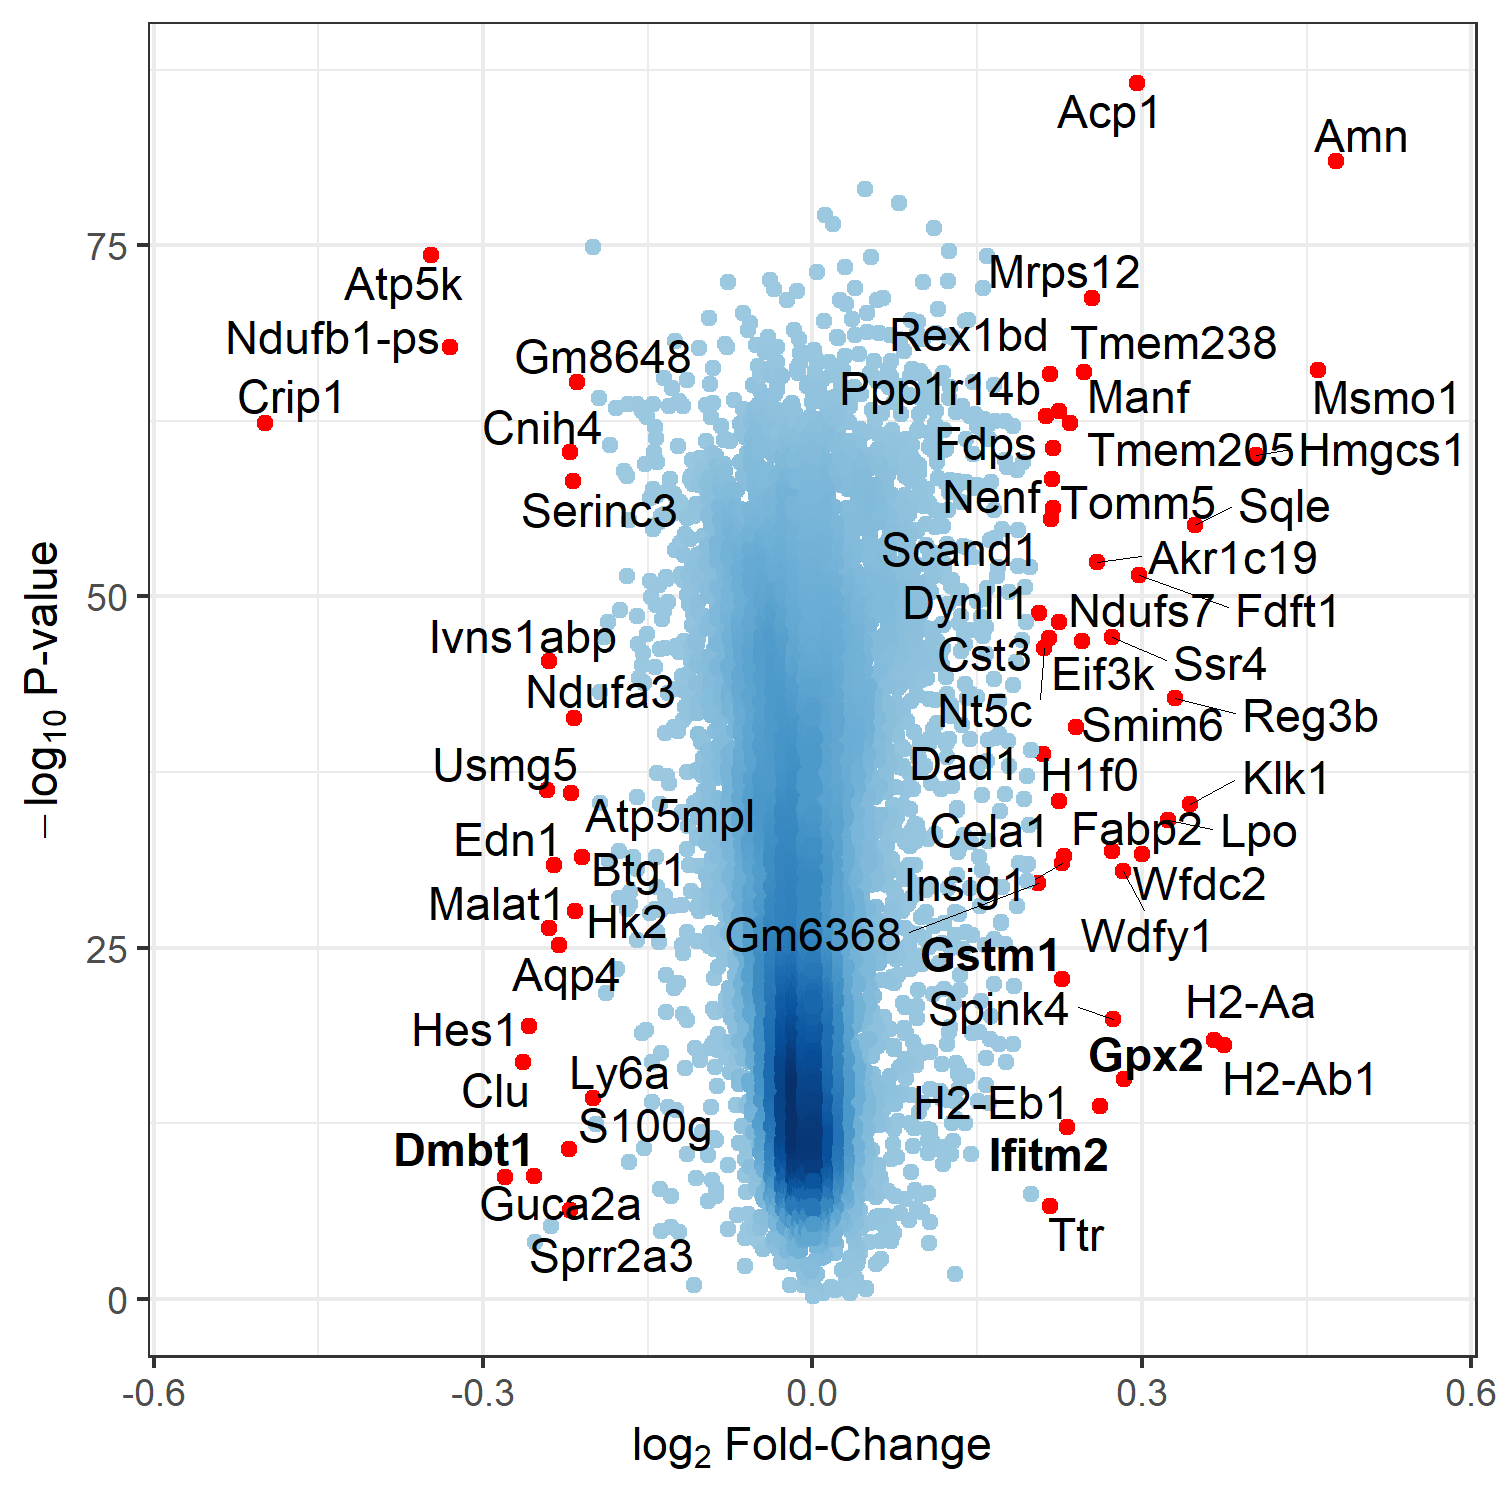 Acp1
Amn
75
Mrps12
Atp5k
Rex1bd
Tmem238
Ndufb1-ps
Gm8648
Ppp1r14b
Manf
Msmo1
Crip1
Cnih4
Fdps
Tmem205
Hmgcs1
Serinc3
Nenf
Tomm5
Sqle
Scand1
Akr1c19
50
Dynll1
Ndufs7
Fdft1
Ivns1abp
Cst3
Eif3k
Ssr4
Ndufa3
Nt5c
Smim6
Reg3b
Usmg5
Dad1
H1f0
Klk1
Atp5mpl
Edn1
Cela1
Fabp2
Lpo
Btg1
Insig1
Wfdc2
Malat1
Hk2
Gm6368
Wdfy1
25
Gstm1
Aqp4
Spink4
H2-Aa
Hes1
Gpx2
Clu
Ly6a
H2-Ab1
H2-Eb1
S100g
Dmbt1
Ifitm2
Guca2a
Ttr
Sprr2a3
0
-0.6
-0.3
0.0
0.3
0.6
log2 Fold-Change
−log10 P-value